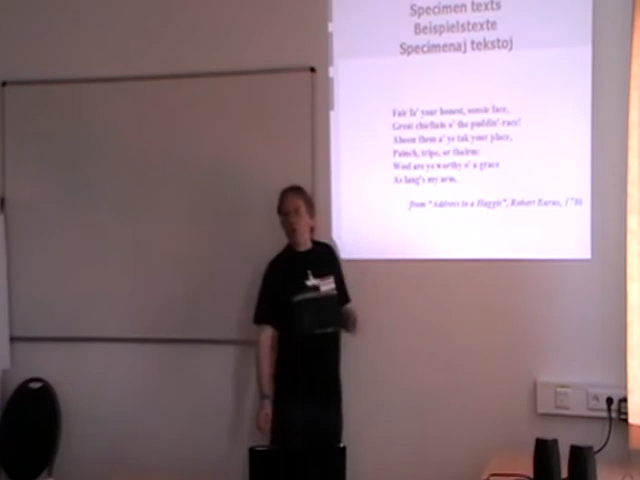 Specimen texts
Beispielstexte
Specimenaj tekstoj
Fair fa' your honest, sonsie face,
Great chieftain o' the puddin'-race!
Aboon them a' ye tak your place,
Painch, tripe, or thairm:
Weel are ye worthy o' a grace
As lang's my arm.
from "Address to a Haggis", Robert Burns, 1786